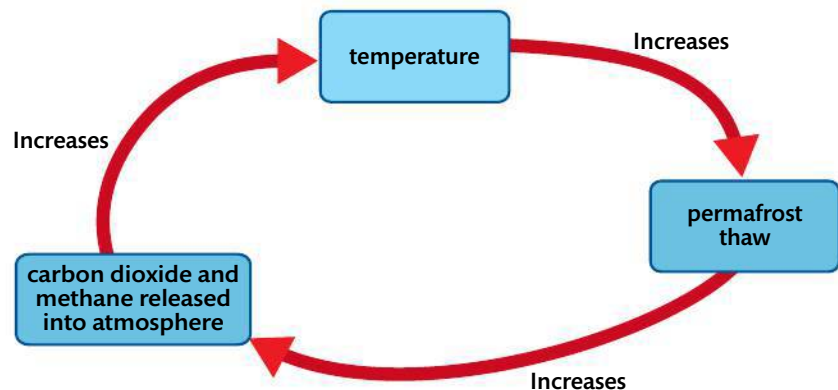 temperature
Increases
permafrost
thaw
Increases
carbon dioxide and
methane released
into atmosphere
Increases